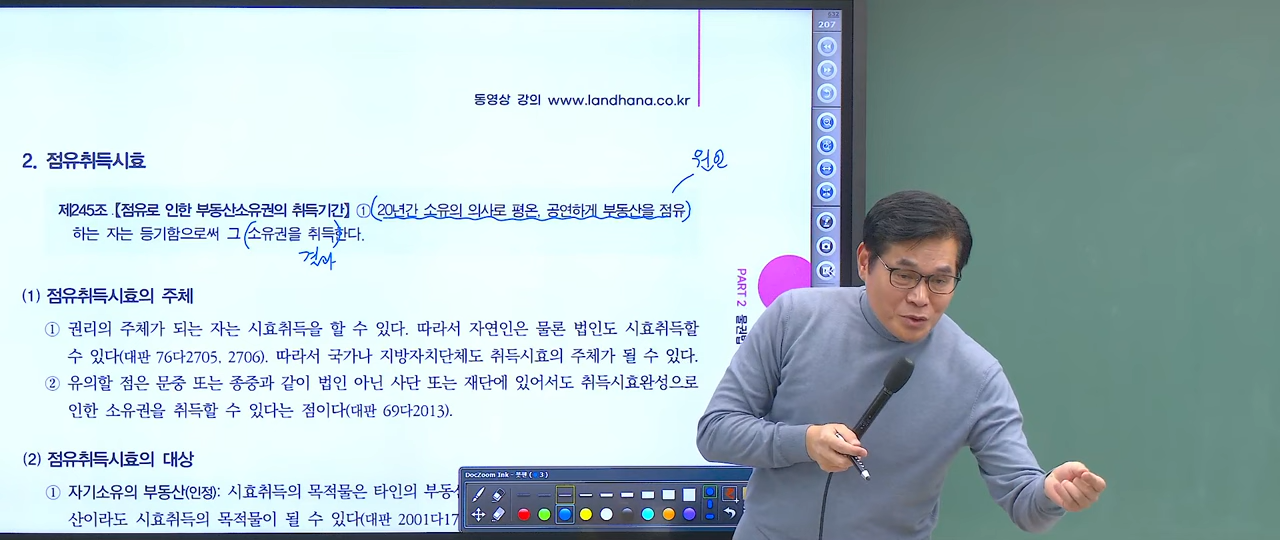 207
동영상 강의 www.landhana.co.kr
2. 점유취득시효
원인
제245조 【점유로 인한 부동산소유권의 취득기간】 ① 20년간 소유의 의사로 평온, 공연하게 부동산을 점유
하는 자는 등기함으로써 그 소유권을 취득한다.
결과
(1) 점유취득시효의 주체
① 권리의 주체가 되는 자는 시효취득을 할 수 있다. 따라서 자연인은 물론 법인도 시효취득할
수 있다(대판 76다2705, 2706). 따라서 국가나 지방자치단체도 취득시효의 주체가 될 수 있다.
② 유의할 점은 문중 또는 종중과 같이 법인 아닌 사단 또는 재단에 있어서도 취득시효완성으로
인한 소유권을 취득할 수 있다는 점이다(대판 69다2013).
PART 2 물권법
(2) 점유취득시효의 대상
① 자기소유의 부동산(인정): 시효취득의 목적물은 타인의 부동
산이라도 시효취득의 목적물이 될 수 있다(대판 2001다17
DocZoom Ink - 붓펜 ( 3 )